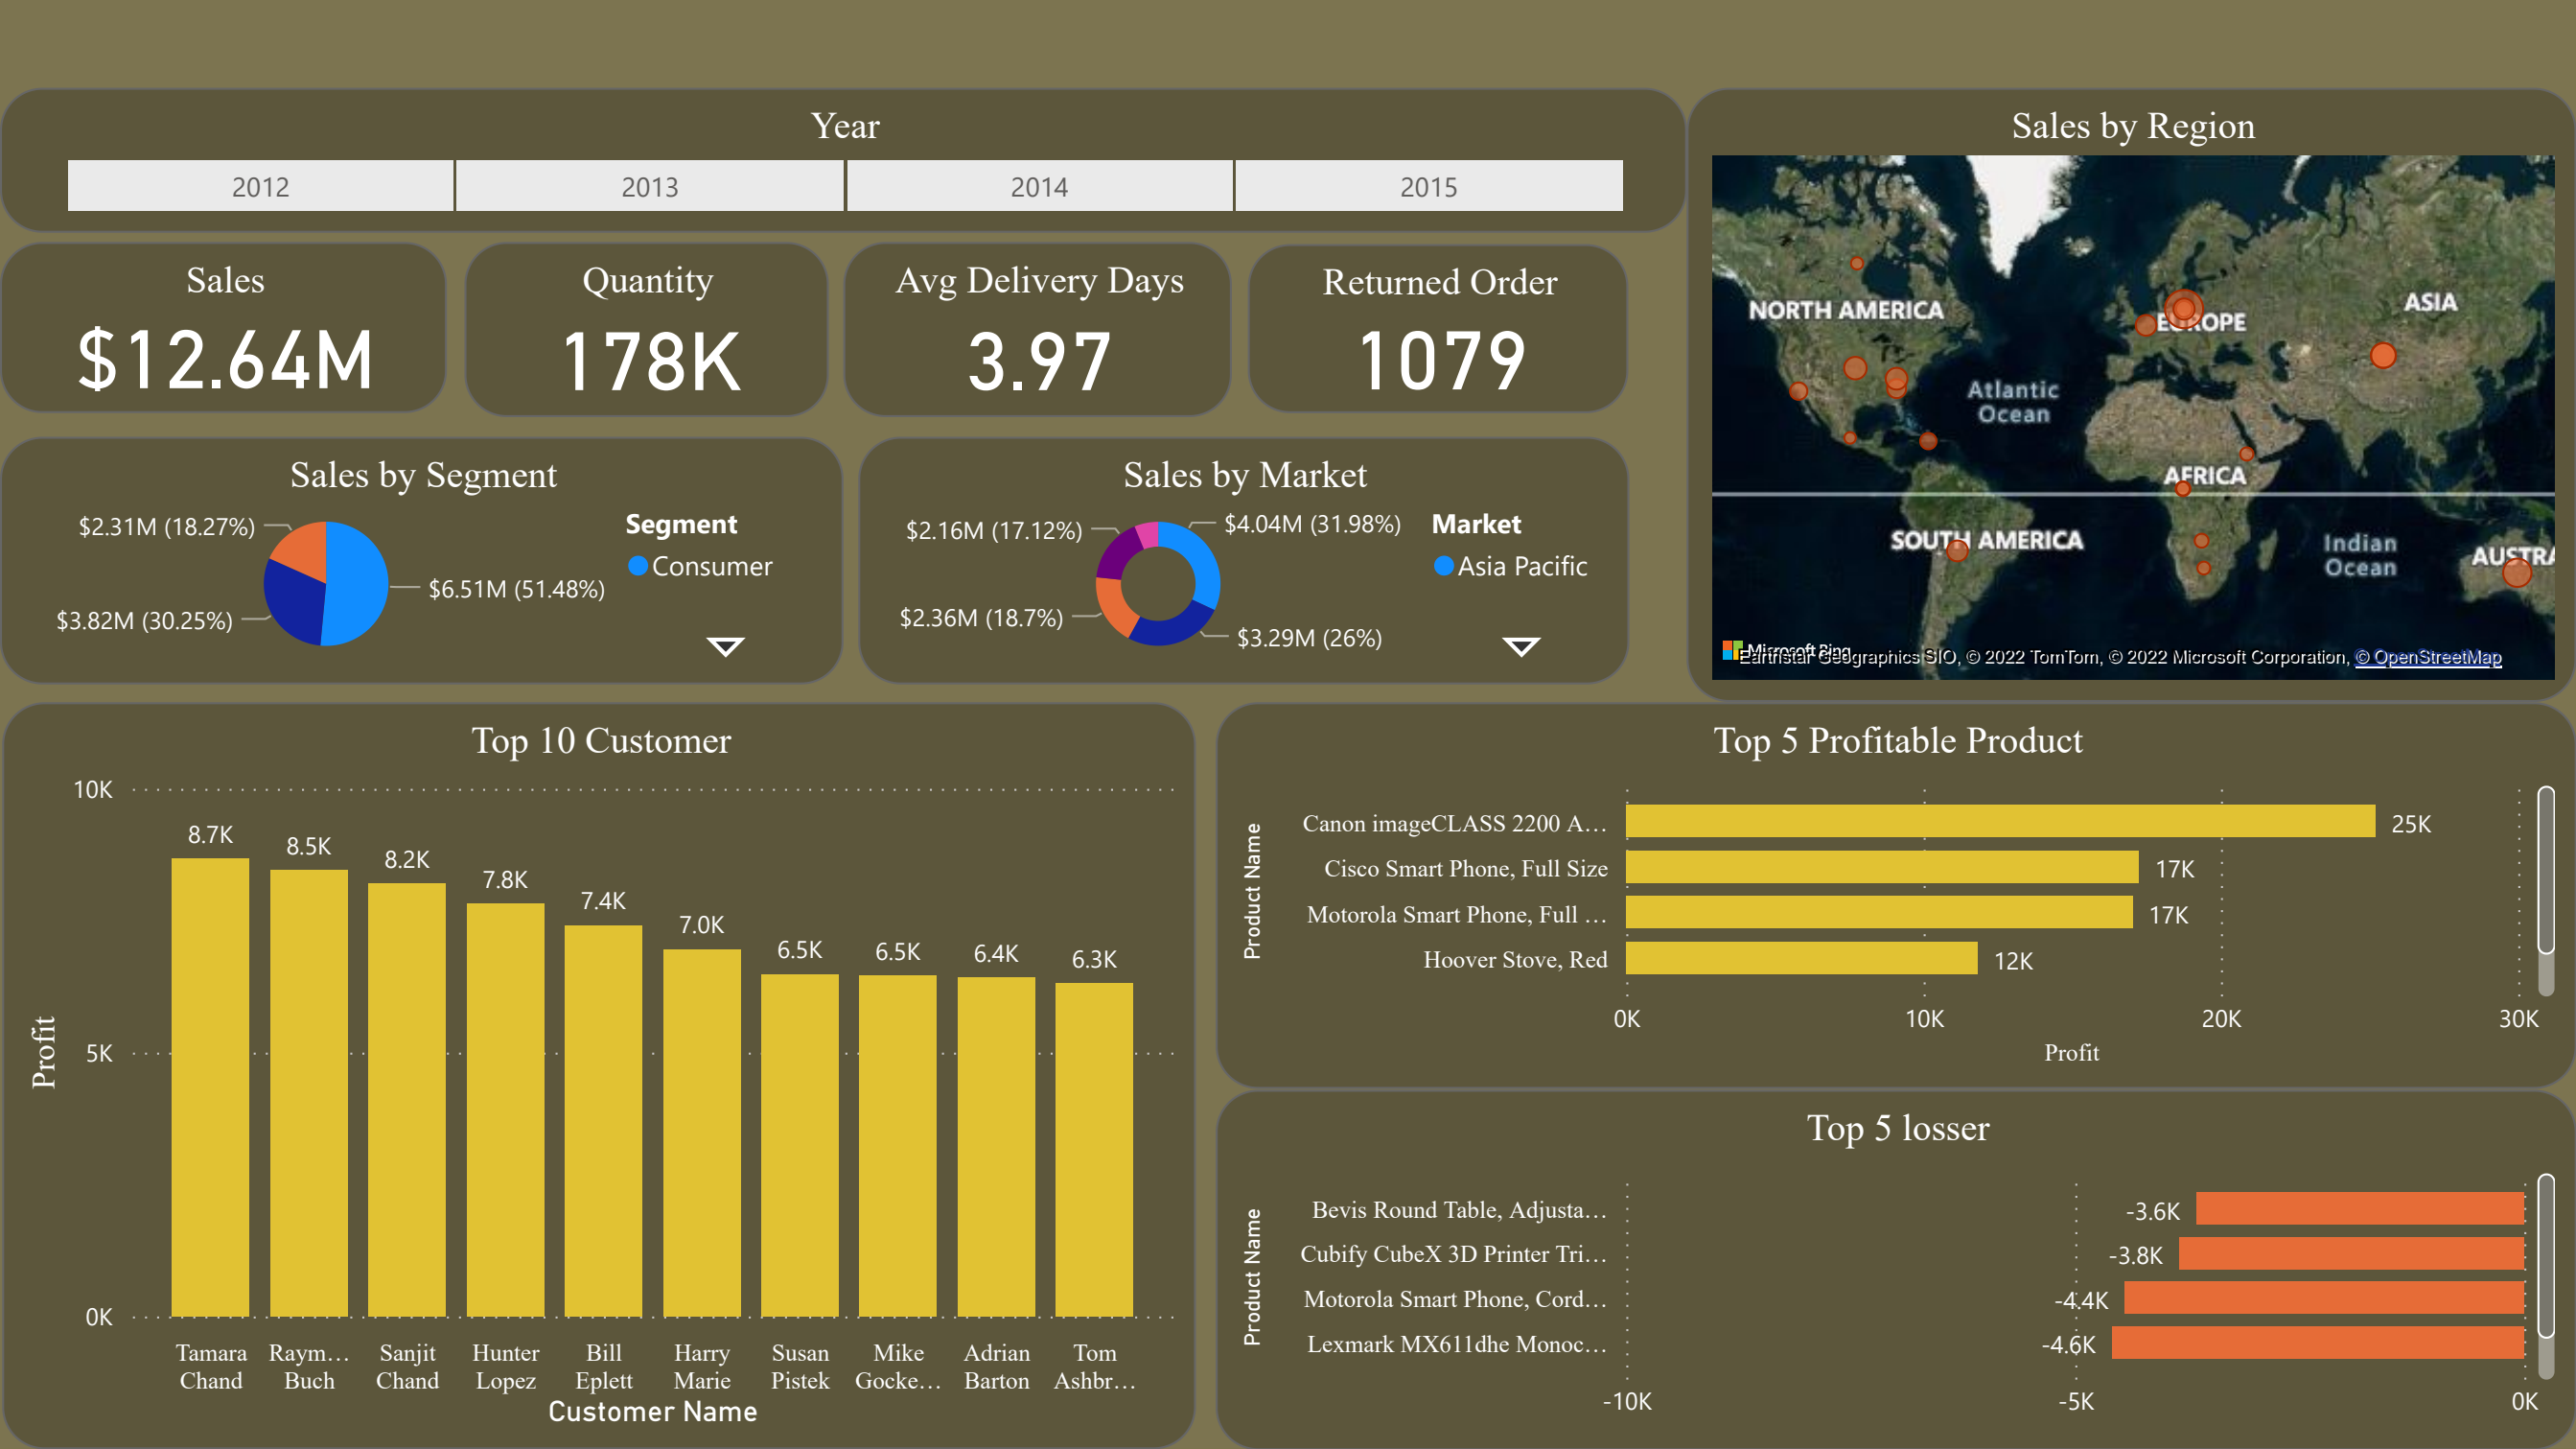 Year
2012
2013
2014
2015
Sales
$12.64M
Quantity
178K
Avg Delivery Days
3.97
Returned Order
1079
Sales by Region
NORTH AMERICA
EUROPE
ASIA
Atlantic
Ocean
AFRICA
SOUTH AMERICA
Indian
Ocean
AUSTRA
Microsoft Bing
Earthstar Geographics SIO, © 2022 TomTom, © 2022 Microsoft Corporation, © OpenStreetMap
Sales by Segment
$2.31M (18.27%)
$6.51M (51.48%)
$3.82M (30.25%)
Segment
Consumer
Sales by Market
$2.16M (17.12%)
$4.04M (31.98%)
$2.36M (18.7%)
$3.29M (26%)
Market
Asia Pacific
Top 10 Customer
Profit
10K
5K
0K
8.7K
8.5K
8.2K
7.8K
7.4K
7.0K
6.5K
6.5K
6.4K
6.3K
Tamara
Chand
Raym…
Buch
Sanjit
Chand
Hunter
Lopez
Bill
Eplett
Harry
Marie
Susan
Pistek
Mike
Gocke…
Adrian
Barton
Tom
Ashbr…
Customer Name
Top 5 Profitable Product
Product Name
Canon imageCLASS 2200 A… 25K
Cisco Smart Phone, Full Size 17K
Motorola Smart Phone, Full … 17K
Hoover Stove, Red 12K
0K 10K 20K 30K
Profit
Top 5 losser
Product Name
Bevis Round Table, Adjusta… -3.6K
Cubify CubeX 3D Printer Tri… -3.8K
Motorola Smart Phone, Cord… -4.4K
Lexmark MX611dhe Monoc… -4.6K
-10K -5K 0K